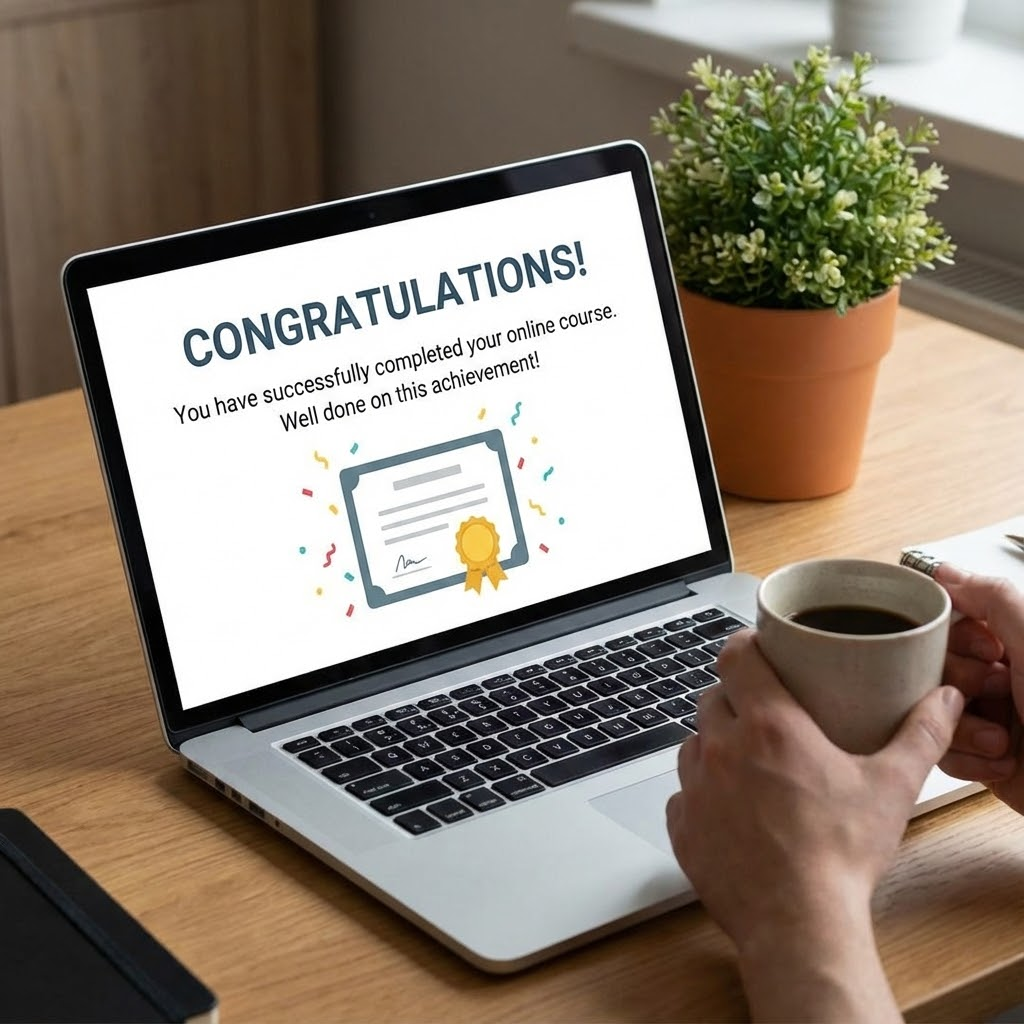 CONGRATULATIONS!
You have successfully completed your online course.
Well done on this achievement!